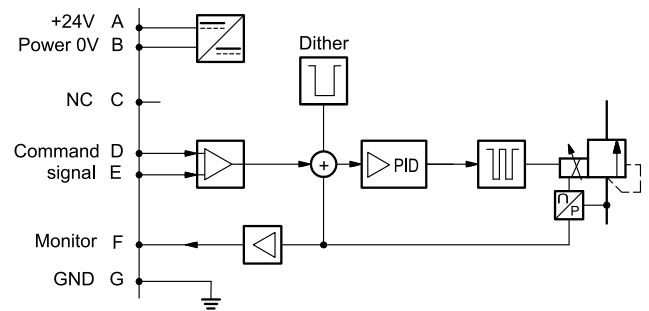 +24V A
Power 0V B
Dither
NC C
Command D
signal E
PID
Monitor F
P
GND G